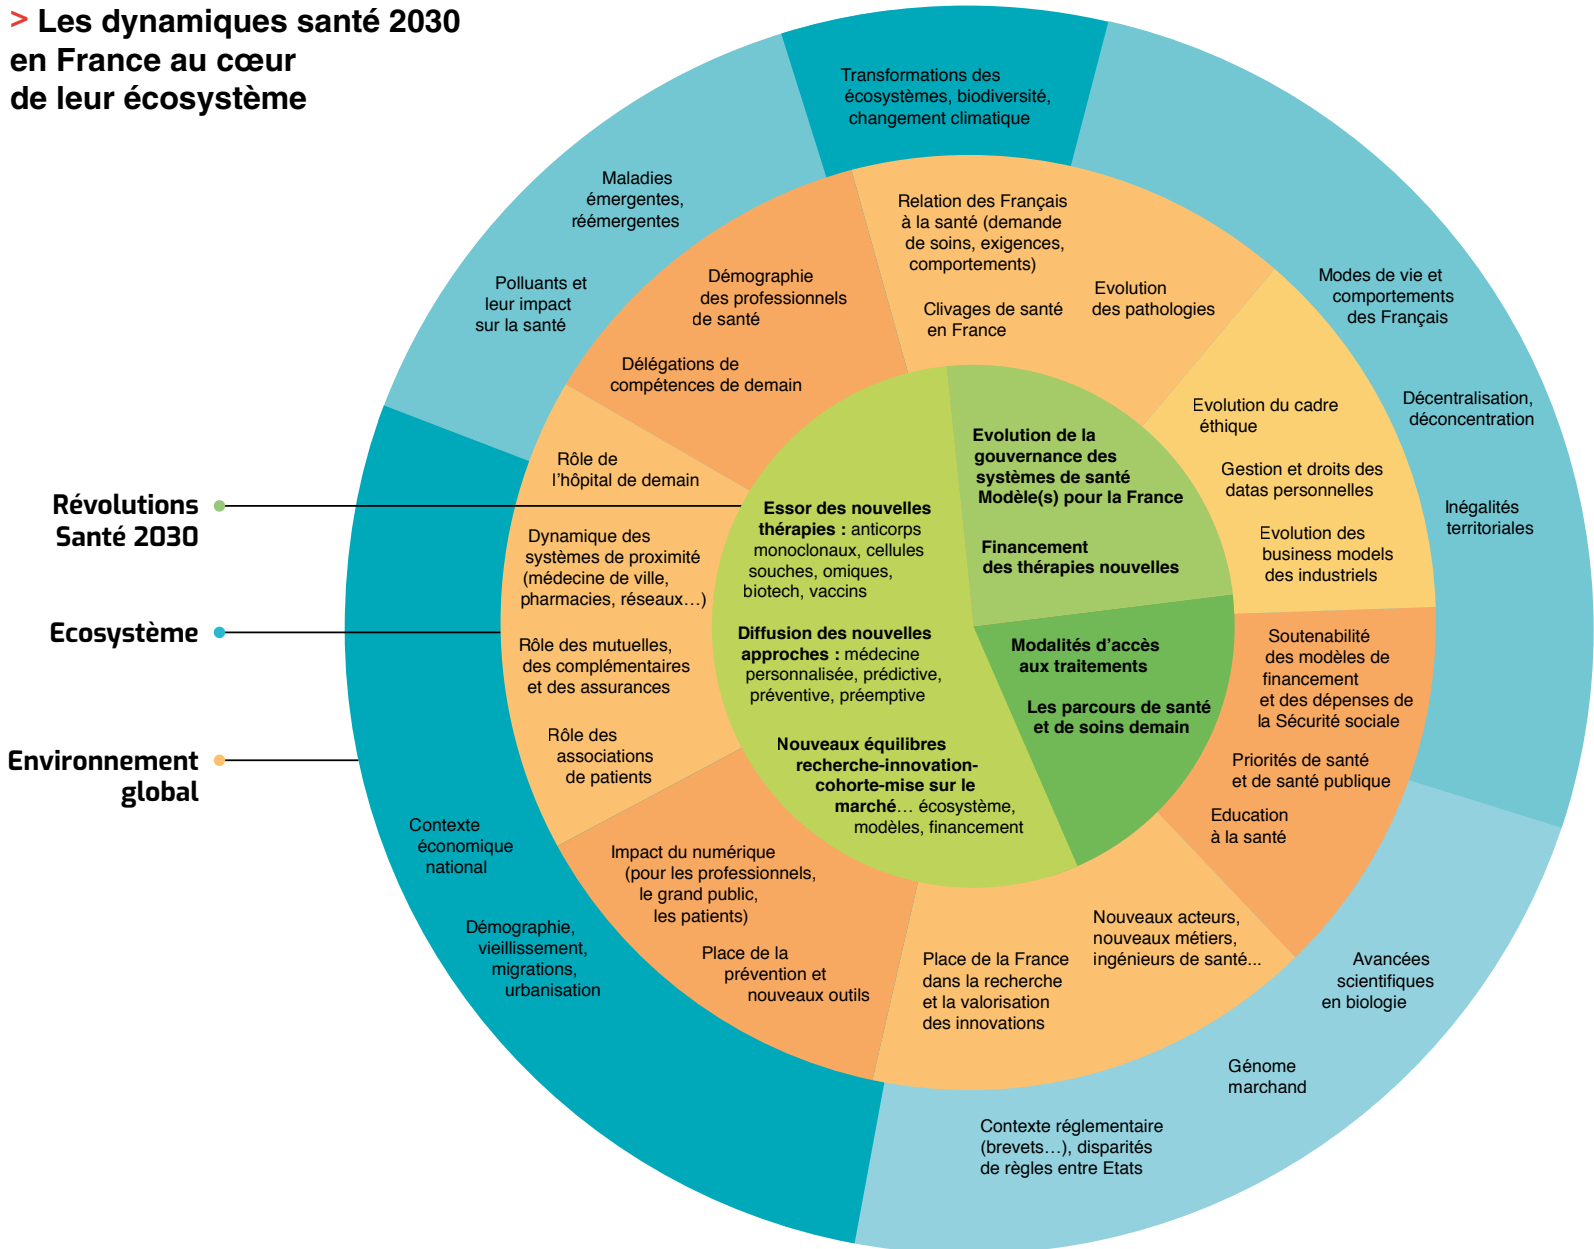 > Les dynamiques santé 2030
en France au cœur
de leur écosystème
Transformations des
écosystèmes, biodiversité,
changement climatique
Maladies
émergentes,
réémergentes
Polluants et
leur impact
sur la santé
Modes de vie et
comportements
des Français
Décentralisation,
déconcentration
Inégalités
territoriales
Relation des Français
à la santé (demande
de soins, exigences,
comportements)
Clivages de santé
en France
Evolution
des pathologies
Démographie
des professionnels
de santé
Délégations de
compétences de demain
Evolution du cadre
éthique
Gestion et droits des
datas personnelles
Evolution des
business models
des industriels
Rôle de
l'hôpital de demain
Dynamique des
systèmes de proximité
(médecine de ville,
pharmacies, réseaux…)
Rôle des mutuelles,
des complémentaires
et des assurances
Rôle des
associations
de patients
Evolution de la
gouvernance des
systèmes de santé
Modèle(s) pour la France
Financement
des thérapies nouvelles
Essor des nouvelles
thérapies : anticorps
monoclonaux, cellules
souches, omiques,
biotech, vaccins
Diffusion des nouvelles
approches : médecine
personnalisée, prédictive,
préventive, préemptive
Nouveaux équilibres
recherche-innovation-
cohorte-mise sur le
marché… écosystème,
modèles, financement
Modalités d'accès
aux traitements
Les parcours de santé
et de soins demain
Soutenabilité
des modèles de
financement
et des dépenses de
la Sécurité sociale
Priorités de santé
et de santé publique
Education
à la santé
Révolutions
Santé 2030
Ecosystème
Environnement
global
Contexte
économique
national
Démographie,
vieillissement,
migrations,
urbanisation
Impact du numérique
(pour les professionnels,
le grand public,
les patients)
Place de la
prévention et
nouveaux outils
Place de la France
dans la recherche
et la valorisation
des innovations
Nouveaux acteurs,
nouveaux métiers,
ingénieurs de santé...
Avancées
scientifiques
en biologie
Génome
marchand
Contexte réglementaire
(brevets…), disparités
de règles entre Etats